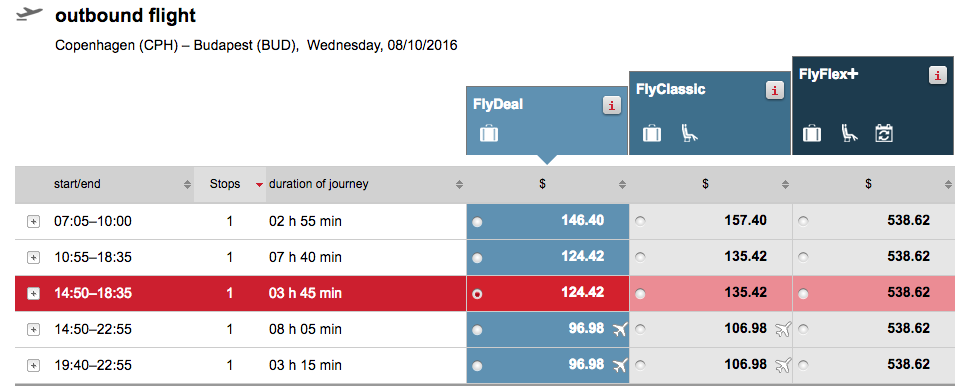 outbound flight
Copenhagen (CPH) – Budapest (BUD),  Wednesday, 08/10/2016
FlyDeal i FlyClassic i FlyFlex+ i
start/end Stops duration of journey $ $ $
07:05–10:00 1 02 h 55 min 146.40 157.40 538.62
10:55–18:35 1 07 h 40 min 124.42 135.42 538.62
14:50–18:35 1 03 h 45 min 124.42 135.42 538.62
14:50–22:55 1 08 h 05 min 96.98 106.98 538.62
19:40–22:55 1 03 h 15 min 96.98 106.98 538.62